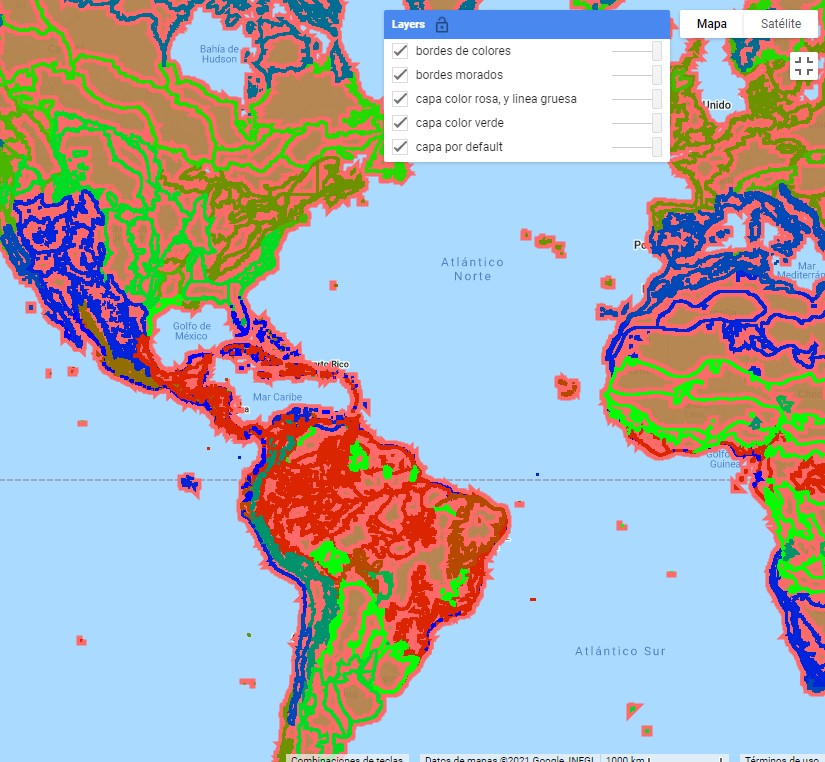 Layers
bordes de colores
bordes morados
capa color rosa, y linea gruesa
capa color verde
capa por default
Mapa
Satélite
Bahía de
Hudson
Unido
Atlántico
Norte
Mar
Golfo de
México
Mar Caribe
Golfo
Guinea
Atlántico Sur
Combinaciones de teclas
Datos de mapas ©2021 Google, INEGI
1000 km
Términos de uso